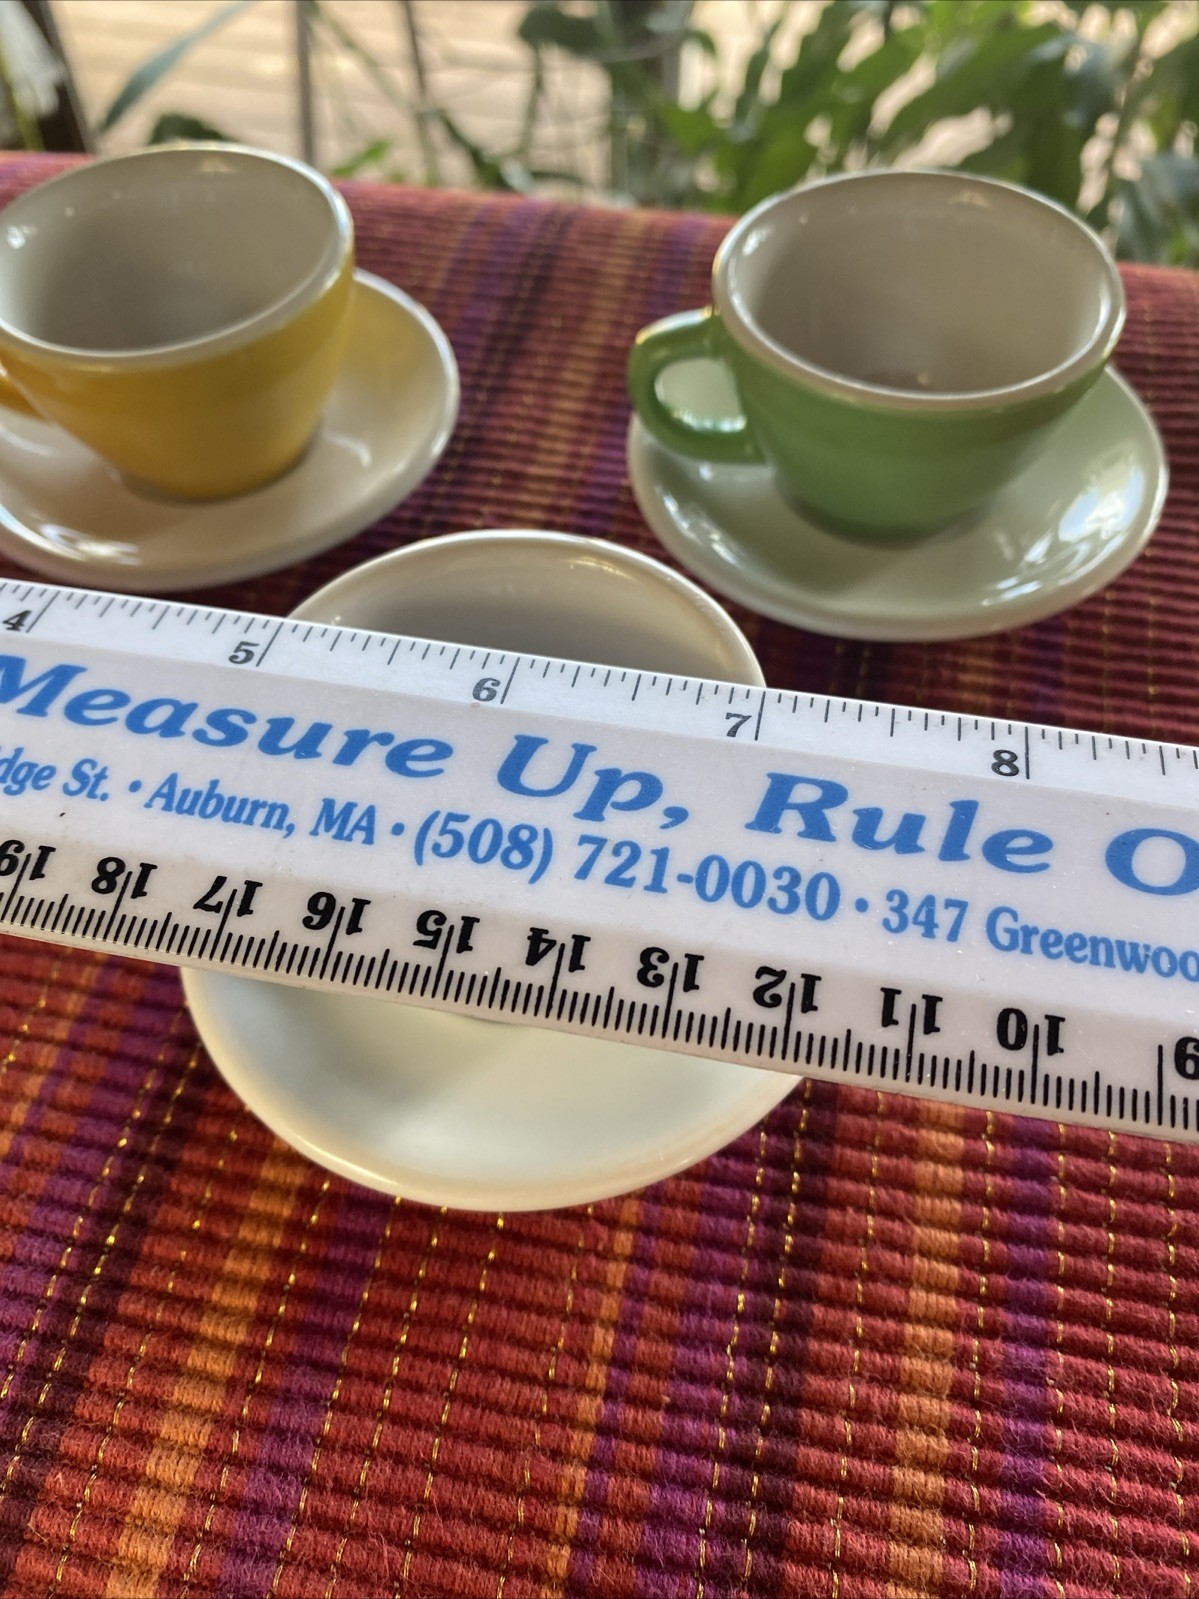 4 5 6 7 8
Measure Up, Rule O
dge St. • Auburn, MA • (508) 721-0030 • 347 Greenwoo
19 18 17 16 15 14 13 12 11 10 9